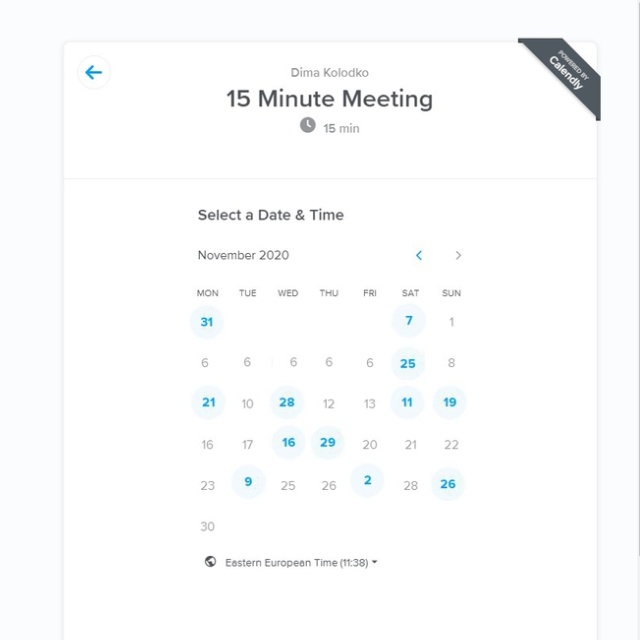 POWERED BY
Calendly
Dima Kolodko
15 Minute Meeting
15 min
Select a Date & Time
November 2020
MON TUE WED THU FRI SAT SUN
31 7 1
6 6 6 6 6 25 8
21 10 28 12 13 11 19
16 17 16 29 20 21 22
23 9 25 26 2 28 26
30
Eastern European Time (11:38)